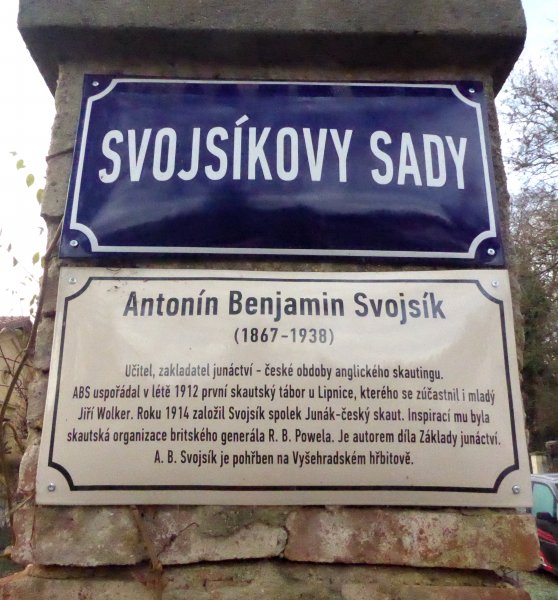 SVOJSÍKOVY SADY
Antonín Benjamin Svojsík
(1867–1938)
Učitel, zakladatel junáctví - české obdoby anglického skautingu.
ABS uspořádal v létě 1912 první skautský tábor u Lipnice, kterého se zúčastnil i mladý
Jiří Wolker. Roku 1914 založil Svojsík spolek Junák-český skaut. Inspirací mu byla
skautská organizace britského generála R. B. Powela. Je autorem díla Základy junáctví.
A. B. Svojsík je pohřben na Vyšehradském hřbitově.